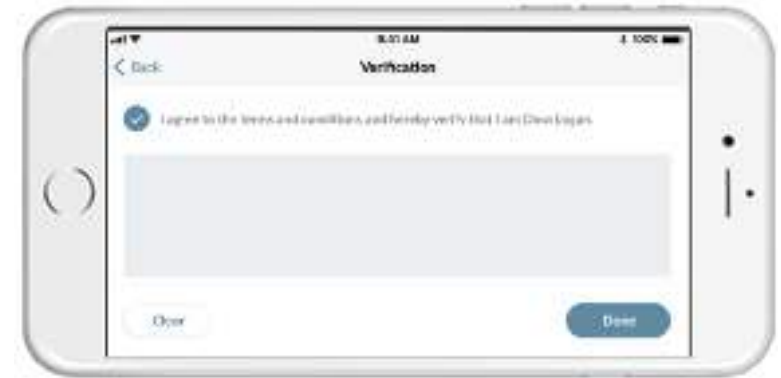 9:41 AM 100%
Back Verification
I agree to the terms and conditions and hereby verify that I am
Clear Done